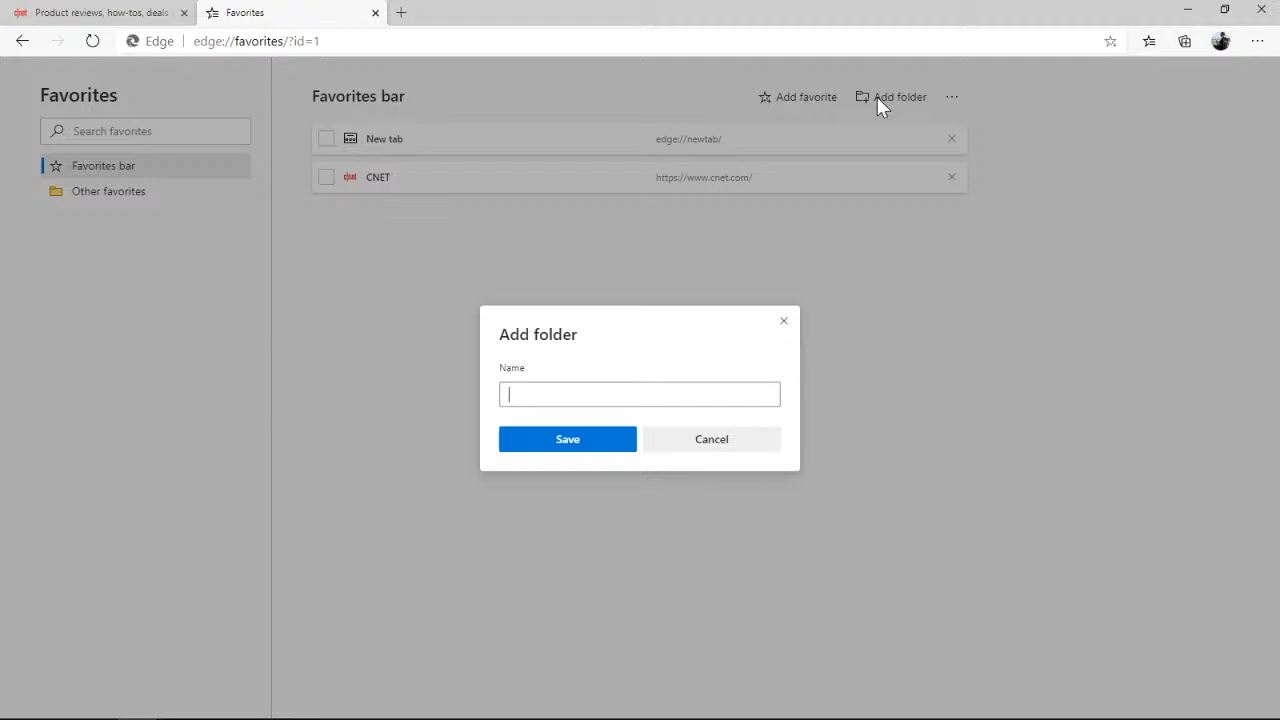 cnet Product reviews, how-tos, deals
Favorites
Edge
edge://favorites/?id=1
Favorites
Search favorites
Favorites bar
Other favorites
Favorites bar
Add favorite
Add folder
New tab
edge://newtab/
cnet CNET
https://www.cnet.com/
Add folder
Name
Save
Cancel